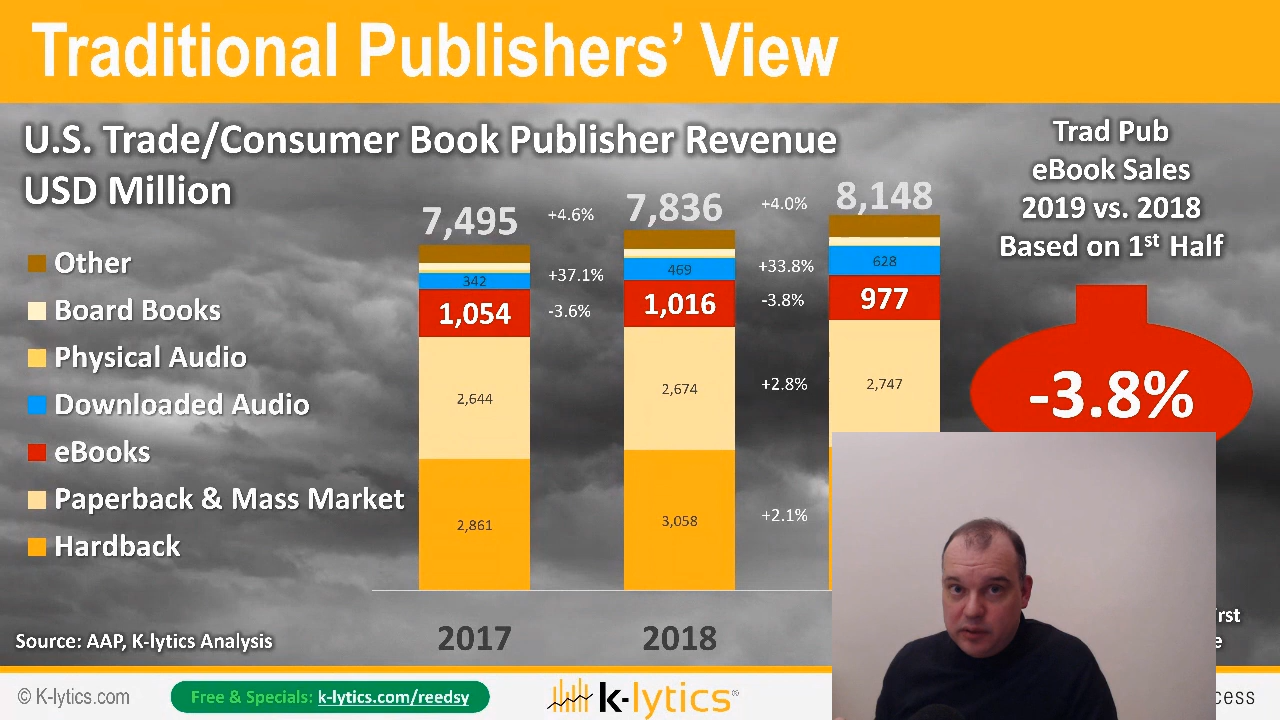 Traditional Publishers’ View
U.S. Trade/Consumer Book Publisher Revenue
USD Million
Trad Pub
eBook Sales
2019 vs. 2018
Based on 1st Half
-3.8%
Other
Board Books
Physical Audio
Downloaded Audio
eBooks
Paperback & Mass Market
Hardback
7,495
+4.6%
7,836
+4.0%
8,148
342
+37.1%
469
+33.8%
628
1,054
-3.6%
1,016
-3.8%
977
2,644
2,674
+2.8%
2,747
2,861
3,058
+2.1%
2017
2018
Source: AAP, K-lytics Analysis
© K-lytics.com
Free & Specials: k-lytics.com/reedsy
k-lytics®